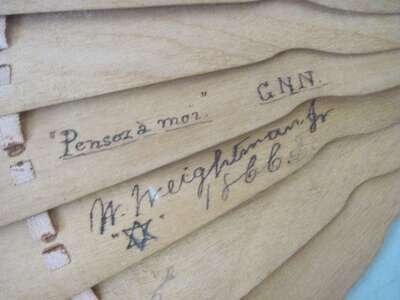 "Pensez à moi." GNN.
W. Weightman Jr
1866.